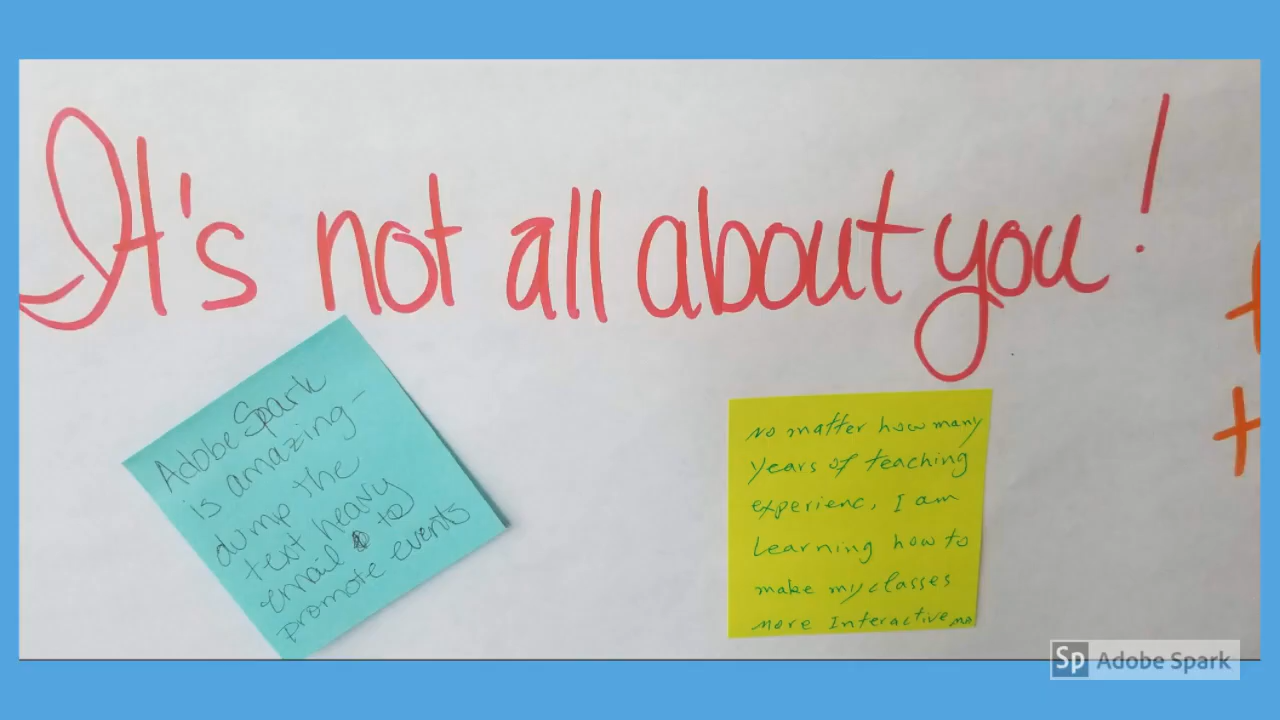 It's not all about you!
Adobe Spark
is amazing -
dump the
text heavy
email to
promote events
no matter how many
years of teaching
experienc, I am
Learning how to
make my classes
more Interactive
Sp Adobe Spark